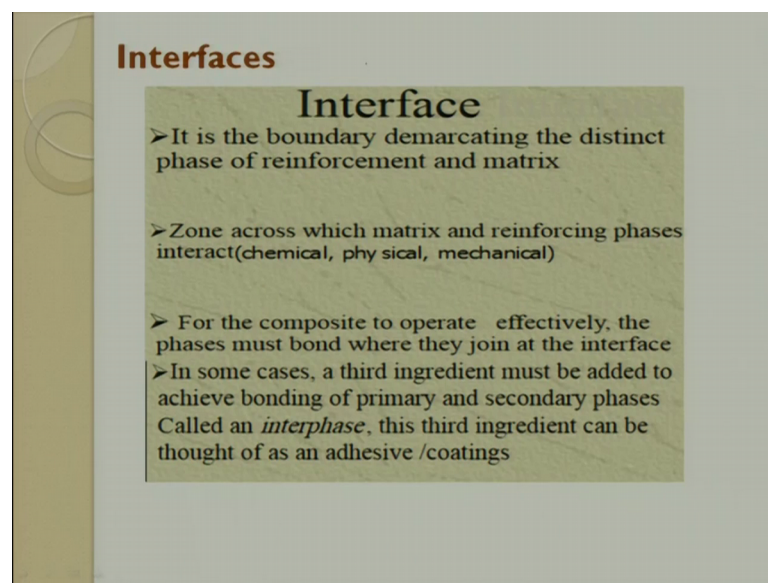 Interfaces
Interface
➢It is the boundary demarcating the distinct
phase of reinforcement and matrix
➢Zone across which matrix and reinforcing phases
interact(chemical, phy sical, mechanical)
➢ For the composite to operate effectively, the
phases must bond where they join at the interface
➢In some cases, a third ingredient must be added to
achieve bonding of primary and secondary phases
Called an interphase, this third ingredient can be
thought of as an adhesive /coatings